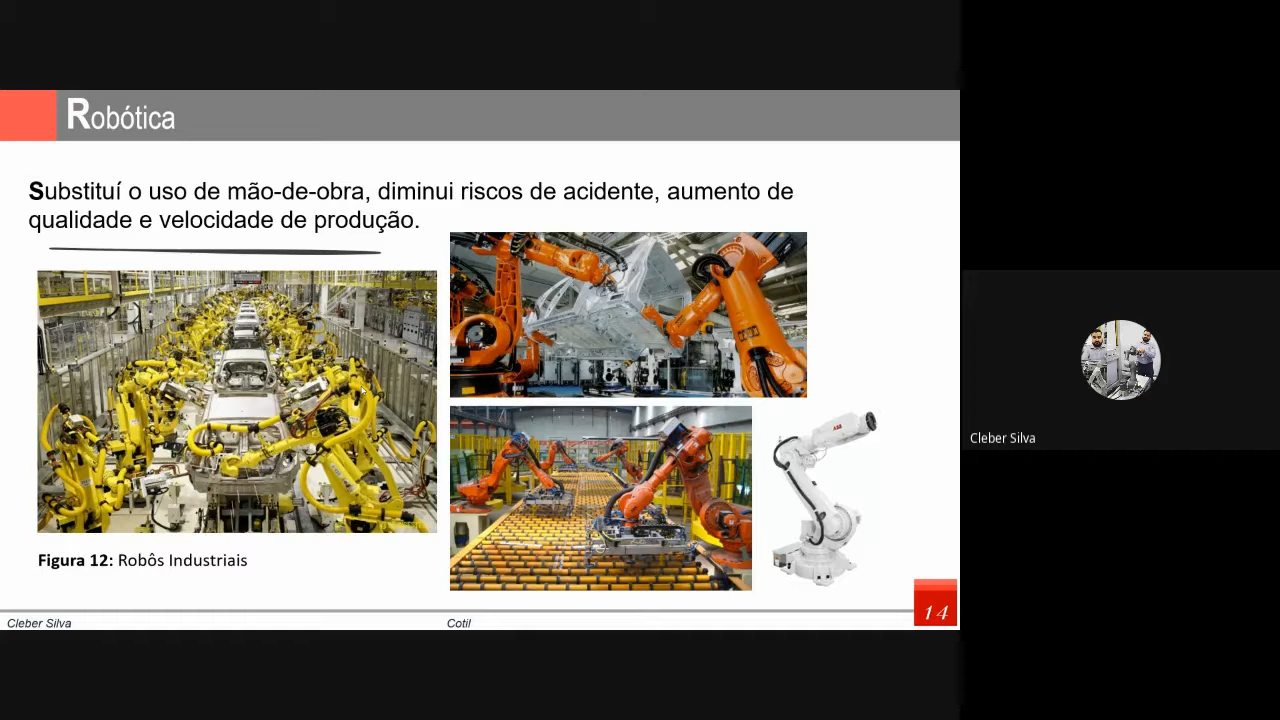 Robótica
Substituí o uso de mão-de-obra, diminui riscos de acidente, aumento de
qualidade e velocidade de produção.
ABB
Figura 12: Robôs Industriais
14
Cleber Silva
Cotil
Cleber Silva